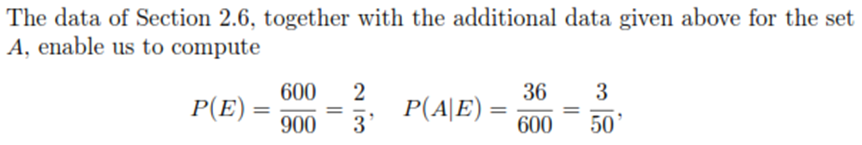 The data of Section 2.6, together with the additional data given above for the set
A, enable us to compute
P(E) = 600/900 = 2/3, P(A|E) = 36/600 = 3/50,